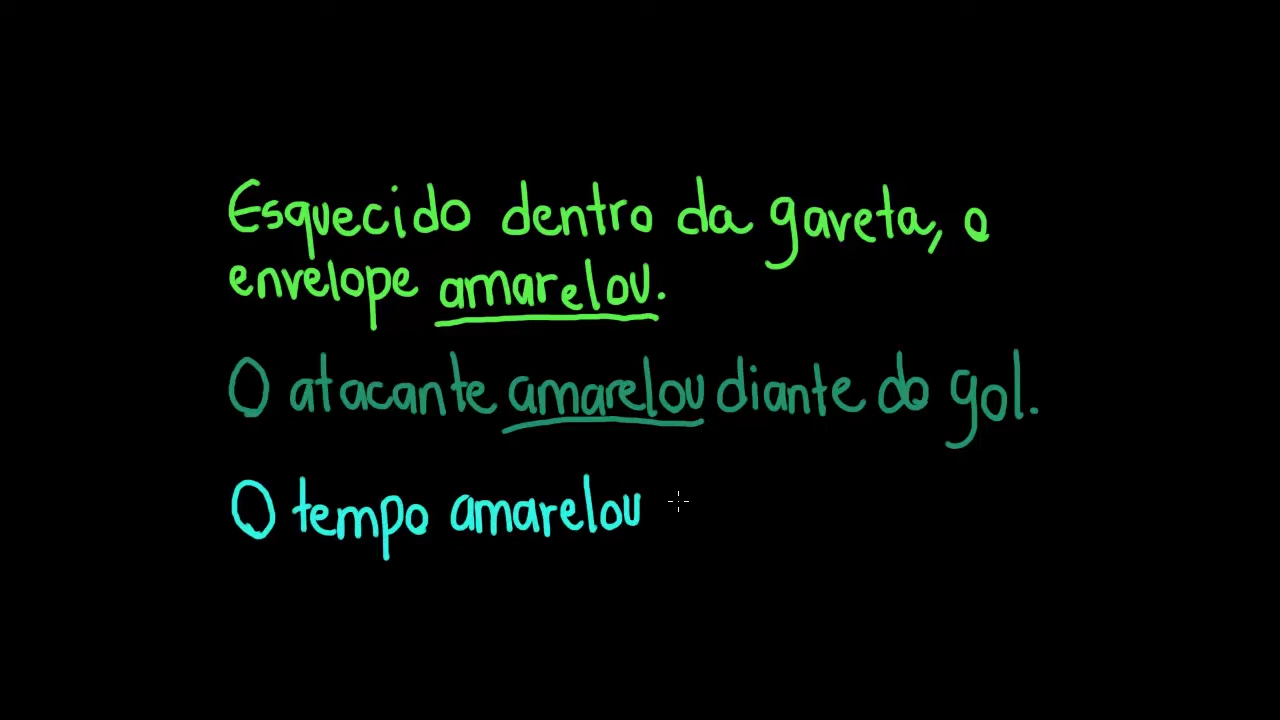 Esquecido dentro da gaveta, o
envelope amarelou.
O atacante amarelou diante do gol.
O tempo amarelou